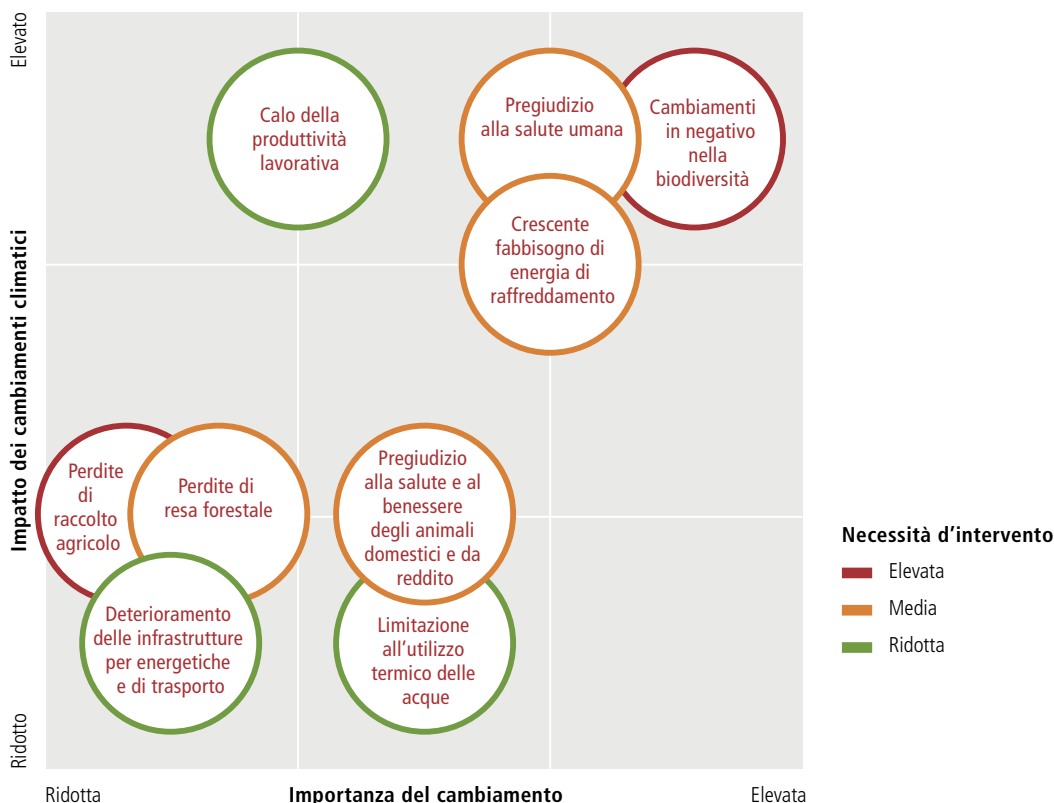 Elevato
Impatto dei cambiamenti climatici
Ridotto
Calo della
produttività
lavorativa
Pregiudizio
alla salute umana
Cambiamenti
in negativo
nella
biodiversità
Crescente
fabbisogno di
energia di
raffreddamento
Perdite
di
raccolto
agricolo
Perdite di
resa forestale
Pregiudizio
alla salute e al
benessere
degli animali
domestici e da
reddito
Deterioramento
delle infrastrutture
per energetiche
e di trasporto
Limitazione
all'utilizzo
termico delle
acque
Ridotta
Importanza del cambiamento
Elevata
Necessità d'intervento
Elevata
Media
Ridotta